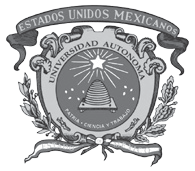 ESTADOS UNIDOS MEXICANOS
UNIVERSIDAD AUTONOMA
PATRIA, CIENCIA Y TRABAJO